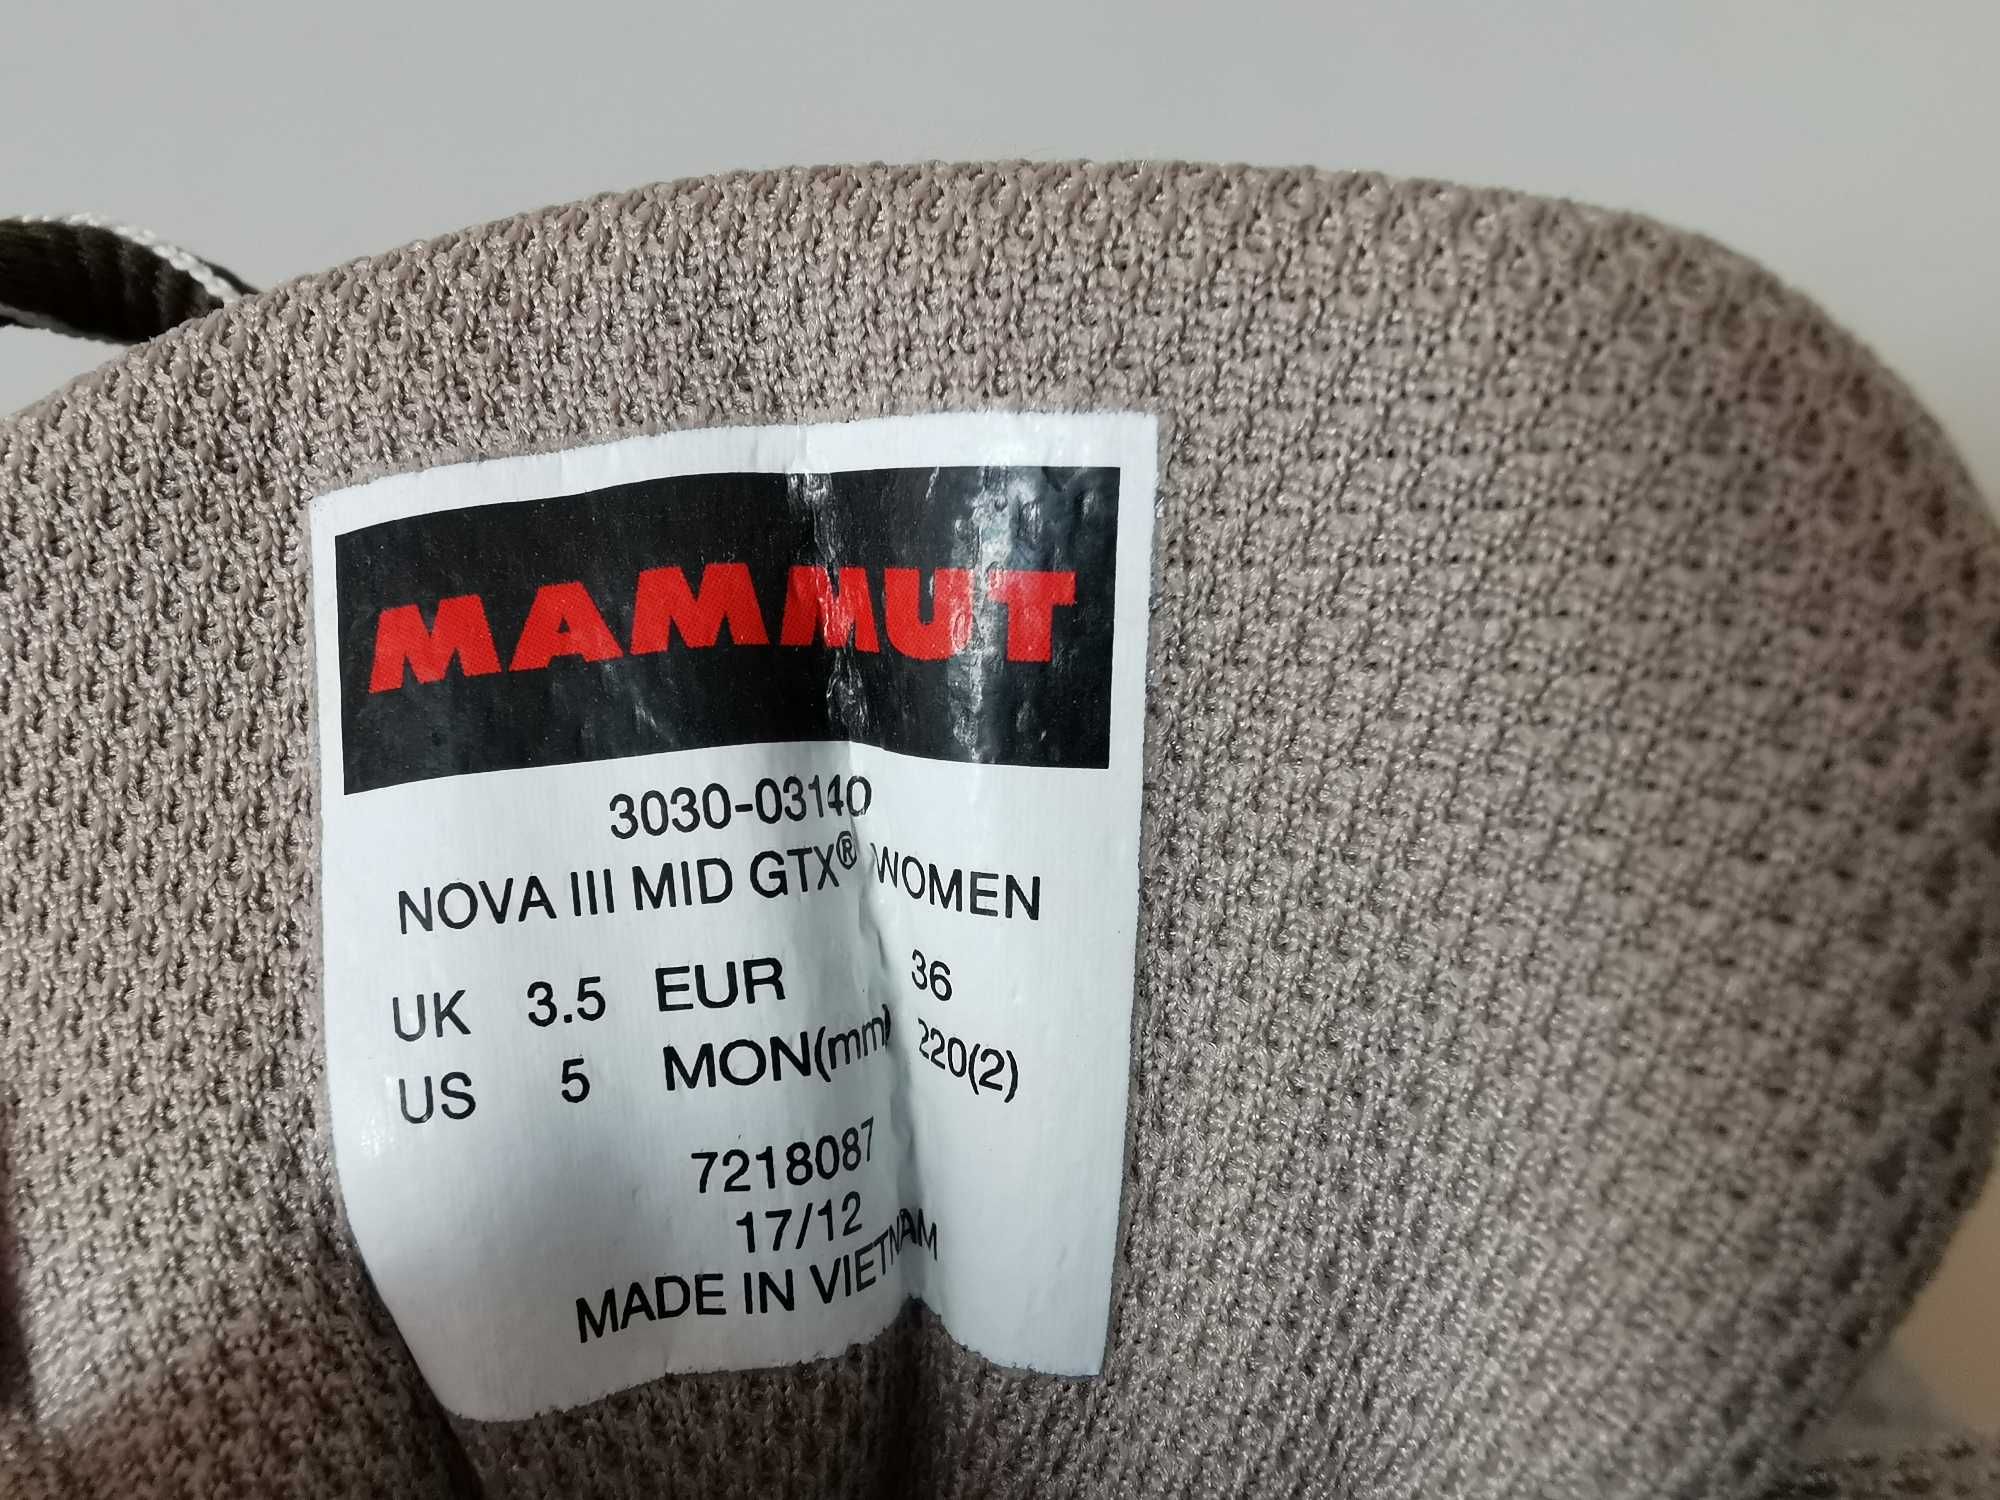 MAMMUT
3030-03140
NOVA III MID GTX® WOMEN
UK 3.5 EUR 36
US 5 MON(mm) 220(2)
7218087
17/12
MADE IN VIETNAM